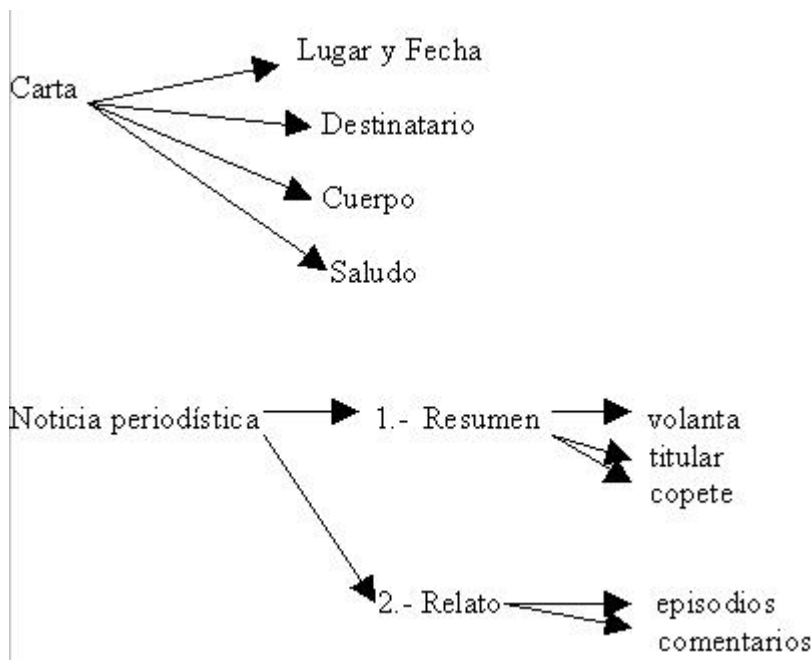 Lugar y Fecha
Carta
Destinatario
Cuerpo
Saludo
Noticia periodística
1.- Resumen
volanta
titular
copete
2.- Relato
episodios
comentarios